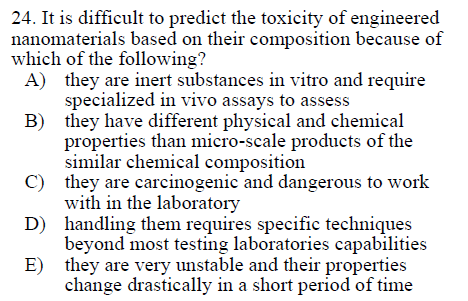 24. It is difficult to predict the toxicity of engineered
nanomaterials based on their composition because of
which of the following?
A) they are inert substances in vitro and require
specialized in vivo assays to assess
B) they have different physical and chemical
properties than micro-scale products of the
similar chemical composition
C) they are carcinogenic and dangerous to work
with in the laboratory
D) handling them requires specific techniques
beyond most testing laboratories capabilities
E) they are very unstable and their properties
change drastically in a short period of time